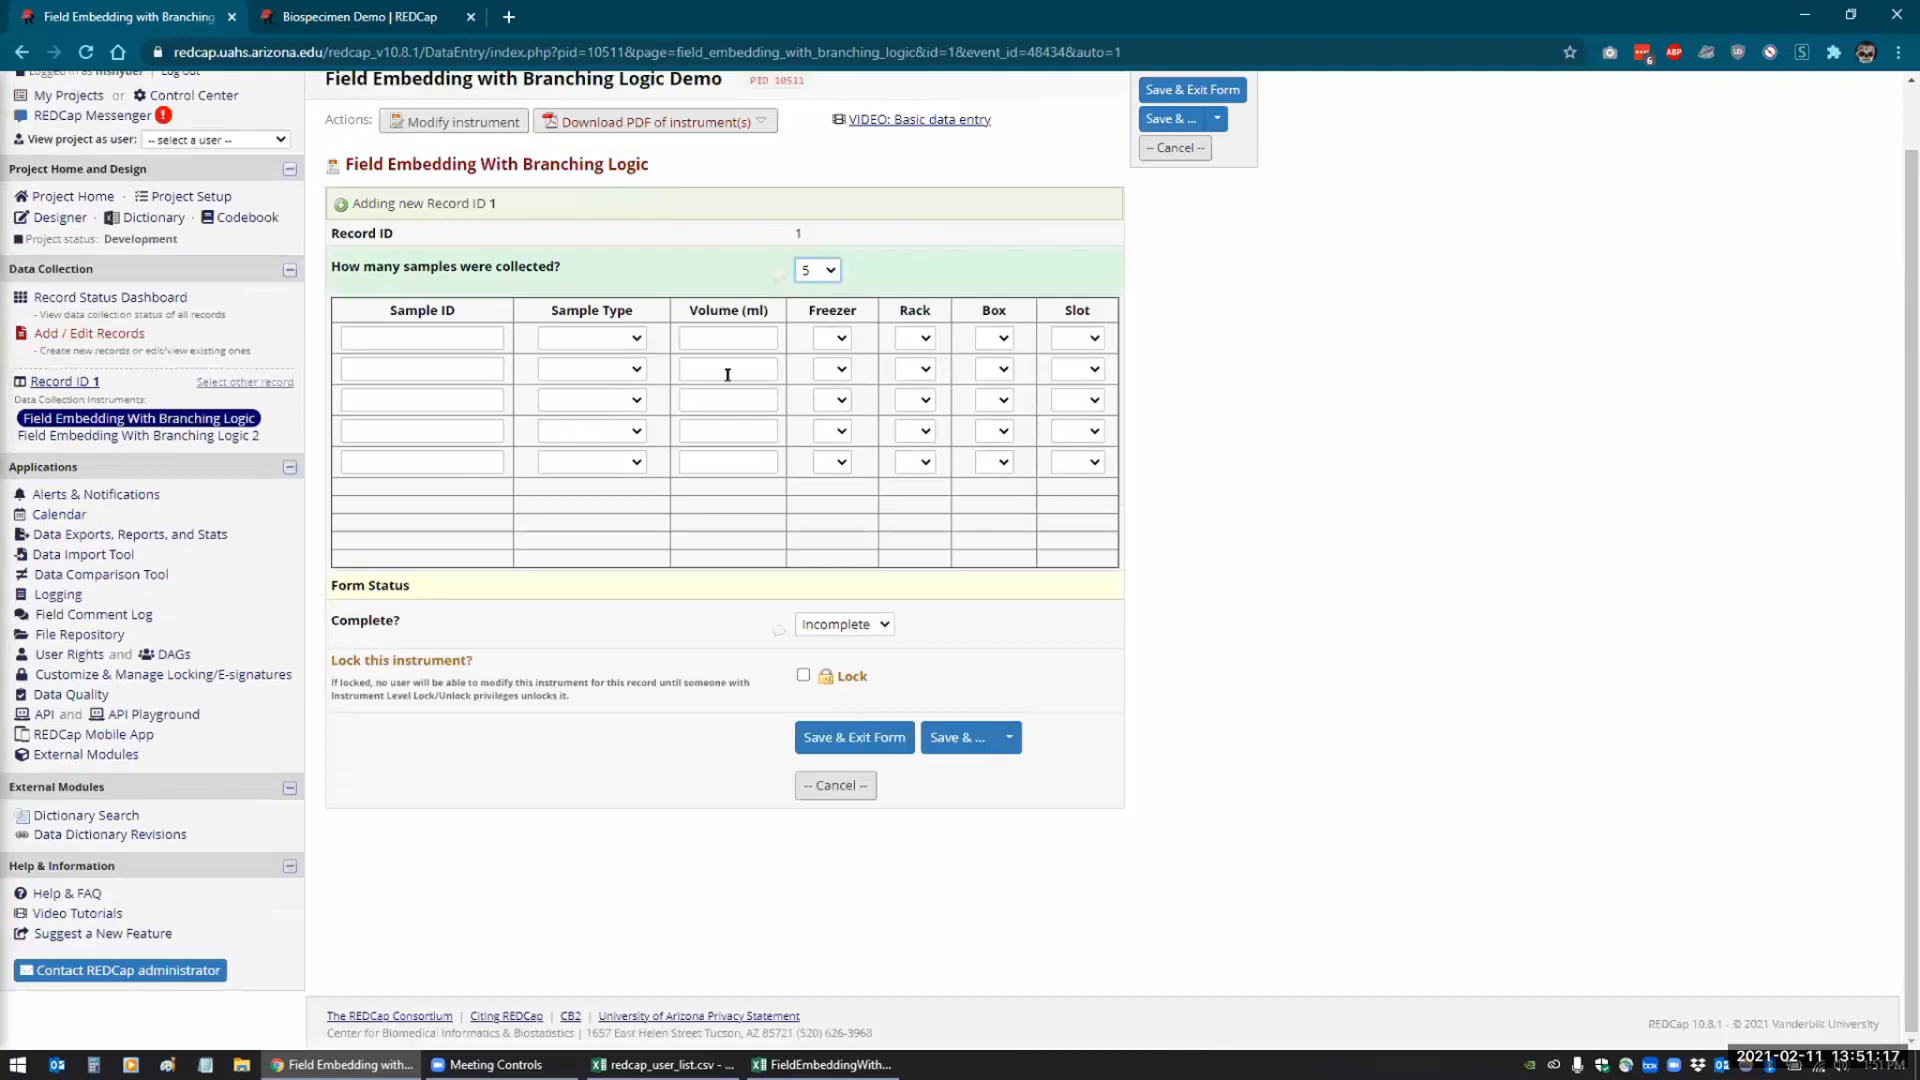 Field Embedding with Branching
Biospecimen Demo | REDCap
redcap.uahs.arizona.edu/redcap_v10.8.1/DataEntry/index.php?pid=10511&page=field_embedding_with_branching_logic&id=1&event_id=48434&auto=1
6
ABP
My Projects or Control Center
REDCap Messenger
View project as user: -- select a user --
Project Home and Design
Project Home · Project Setup
Designer · Dictionary · Codebook
Project status: Development
Data Collection
Record Status Dashboard
- View data collection status of all records
Add / Edit Records
- Create new records or edit/view existing ones
Record ID 1 Select other record
Data Collection Instruments:
Field Embedding With Branching Logic
Field Embedding With Branching Logic 2
Applications
Alerts & Notifications
Calendar
Data Exports, Reports, and Stats
Data Import Tool
Data Comparison Tool
Logging
Field Comment Log
File Repository
User Rights and DAGs
Customize & Manage Locking/E-signatures
Data Quality
API and API Playground
REDCap Mobile App
External Modules
External Modules
Dictionary Search
Data Dictionary Revisions
Help & Information
Help & FAQ
Video Tutorials
Suggest a New Feature
Contact REDCap administrator
Field Embedding with Branching Logic Demo PID 10511
Actions: Modify instrument Download PDF of instrument(s) VIDEO: Basic data entry
Field Embedding With Branching Logic
Adding new Record ID 1
Record ID 1
How many samples were collected? 5
Sample ID Sample Type Volume (ml) Freezer Rack Box Slot
Form Status
Complete? Incomplete
Lock this instrument?
If locked, no user will be able to modify this instrument for this record until someone with
Instrument Level Lock/Unlock privileges unlocks it.
Lock
Save & Exit Form Save & ...
-- Cancel --
Save & Exit Form
Save & ...
-- Cancel --
The REDCap Consortium | Citing REDCap | CB2 | University of Arizona Privacy Statement
Center for Biomedical Informatics & Biostatistics | 1657 East Helen Street Tucson, AZ 85721 (520) 626-3968
REDCap 10.8.1 - © 2021 Vanderbilt University
Field Embedding with...
Meeting Controls
redcap_user_list.csv - ...
FieldEmbeddingWith...
2021-02-11 13:51:17